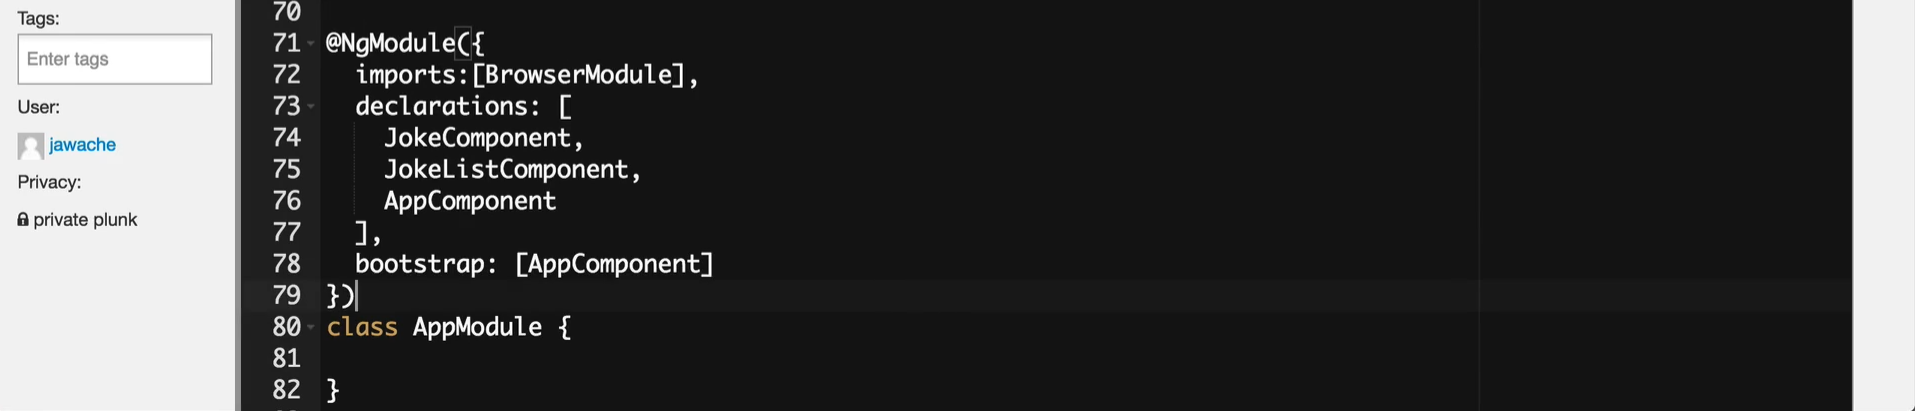 Tags:
Enter tags
User:
jawache
Privacy:
private plunk
70
71 @NgModule({
72 imports:[BrowserModule],
73 declarations: [
74 JokeComponent,
75 JokeListComponent,
76 AppComponent
77 ],
78 bootstrap: [AppComponent]
79 })
80 class AppModule {
81
82 }